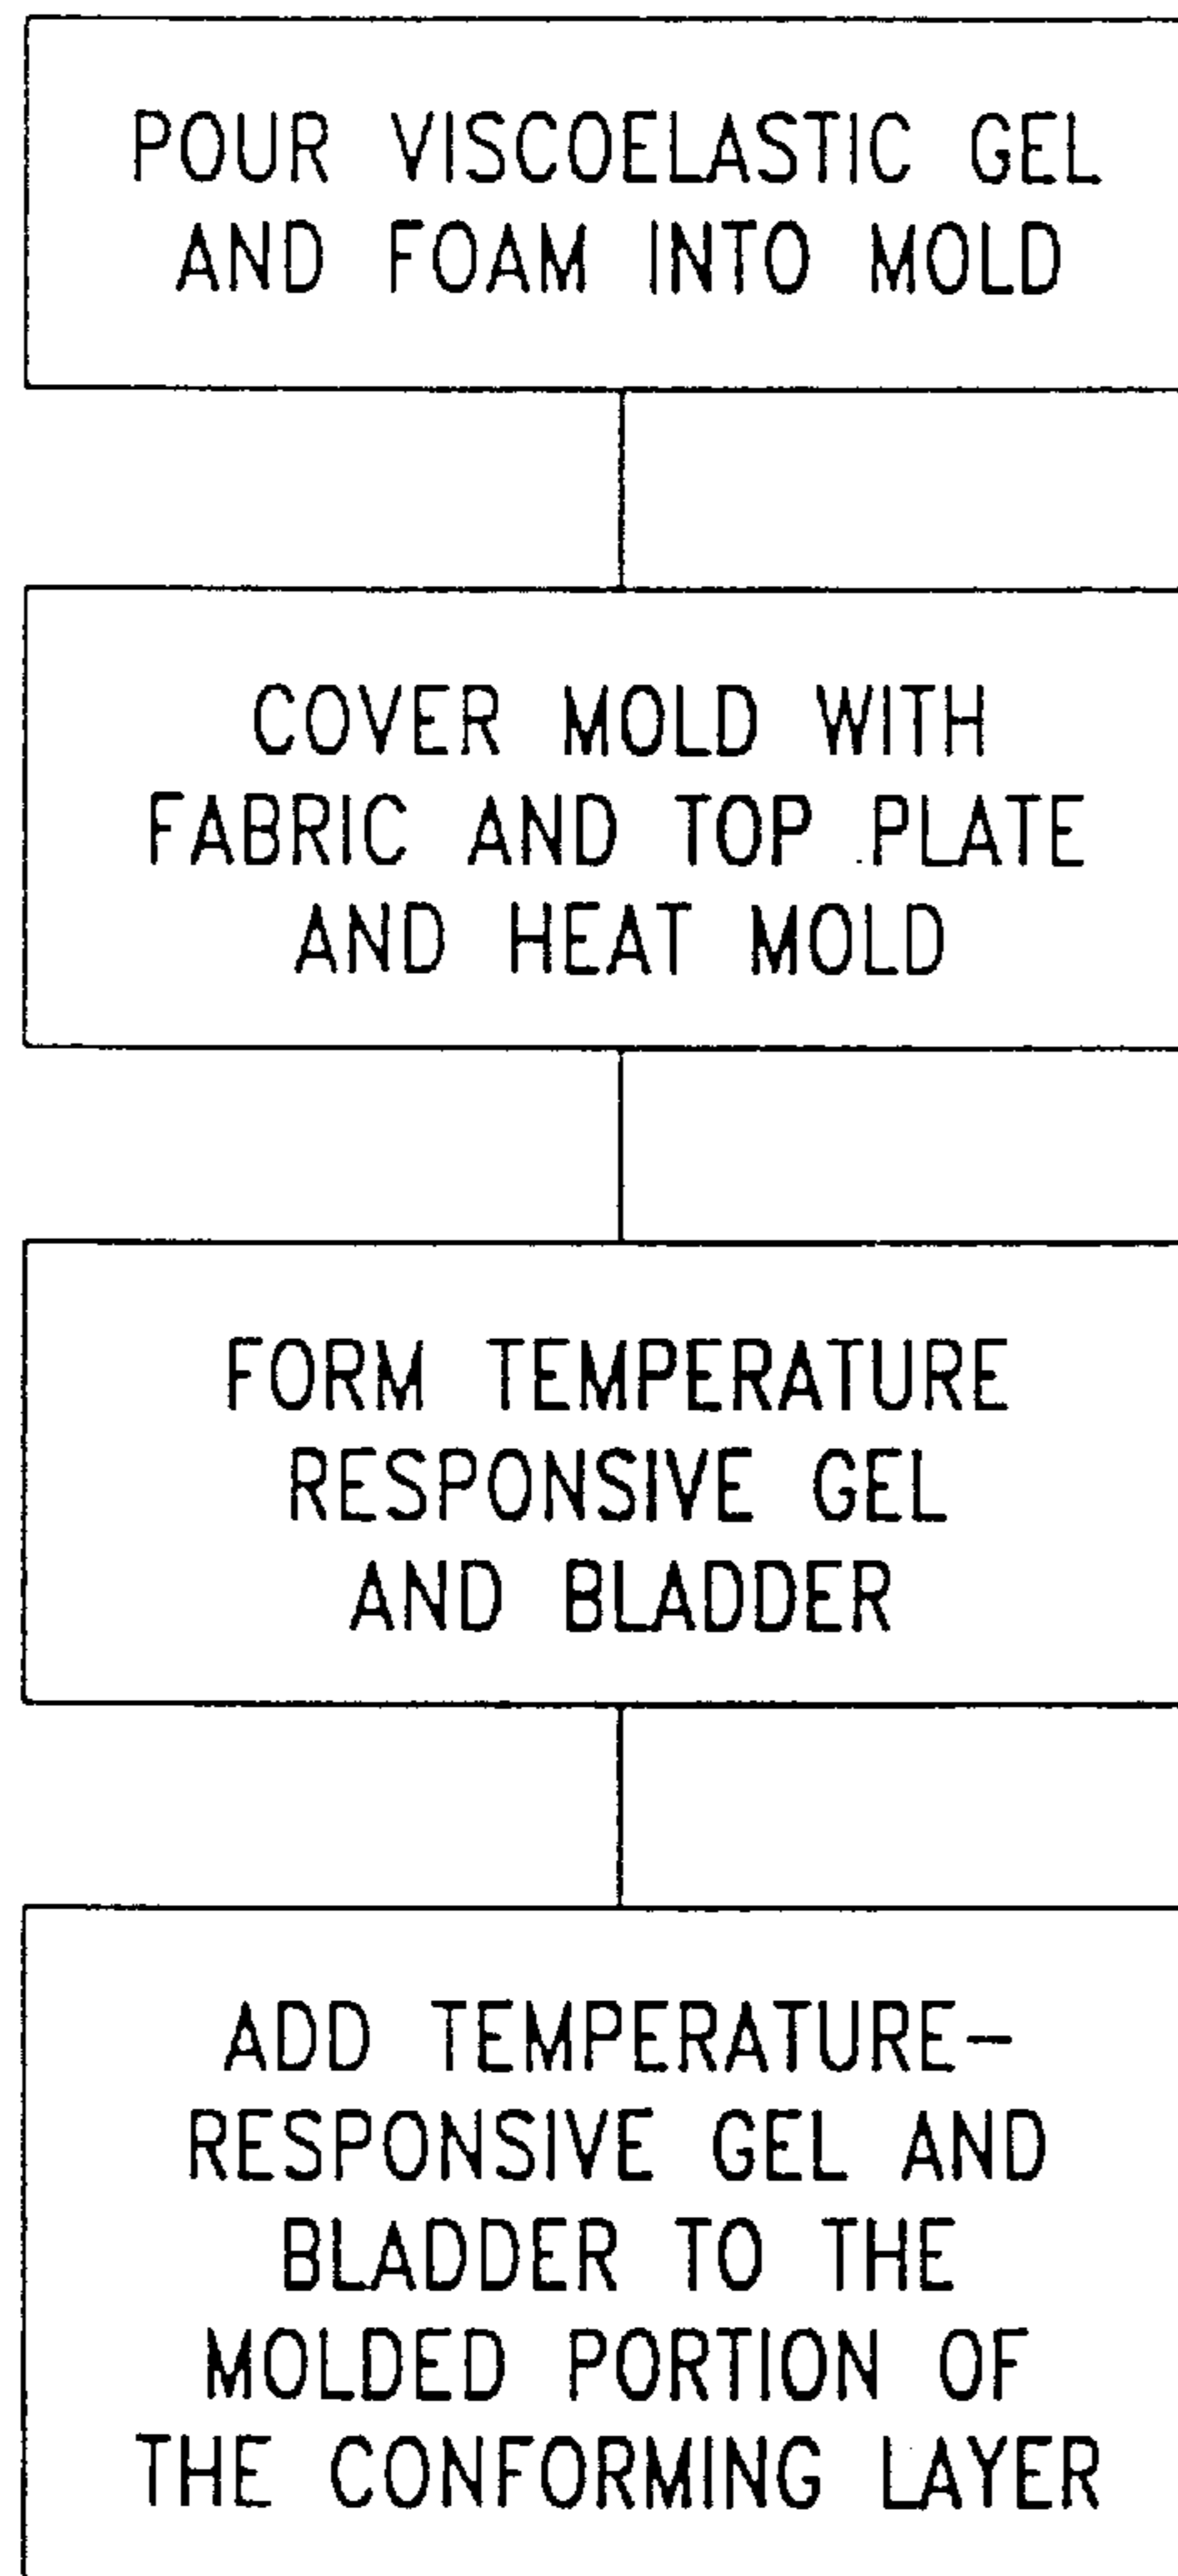 POUR VISCOELASTIC GEL
AND FOAM INTO MOLD
COVER MOLD WITH
FABRIC AND TOP PLATE
AND HEAT MOLD
FORM TEMPERATURE
RESPONSIVE GEL
AND BLADDER
ADD TEMPERATURE-
RESPONSIVE GEL AND
BLADDER TO THE
MOLDED PORTION OF
THE CONFORMING LAYER